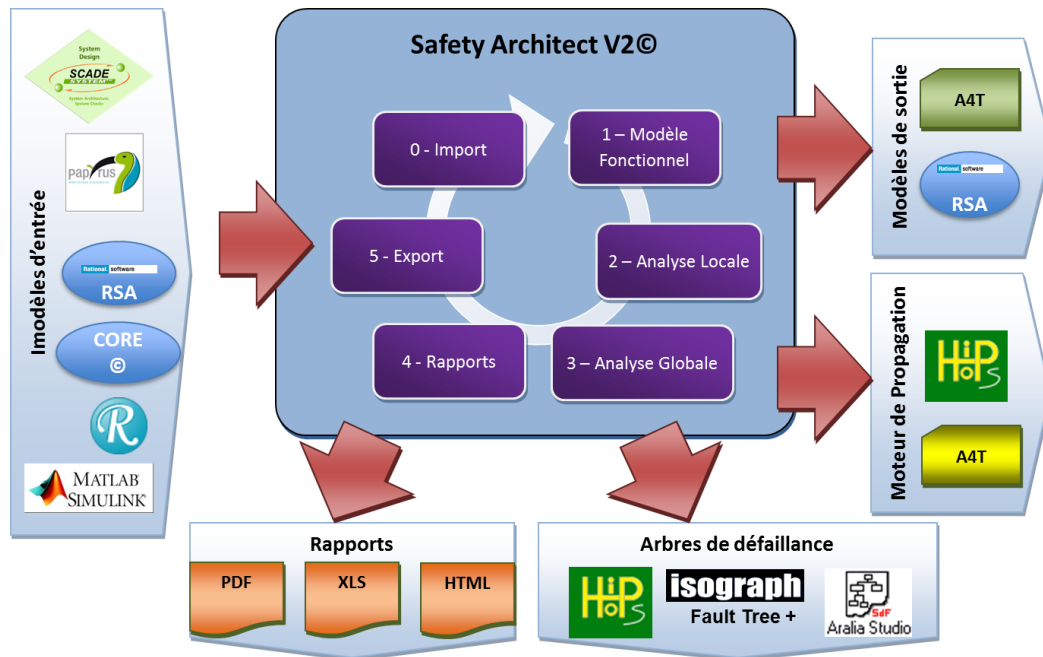 Imodèles d'entrée
System
Design
SCADE
SYSTEM™
System Architecture,
System Checks
papyrus
Rational software
RSA
CORE
©
R
MATLAB
SIMULINK®
Safety Architect V2©
0 - Import
1 – Modèle
Fonctionnel
5 - Export
2 – Analyse Locale
4 - Rapports
3 – Analyse Globale
Modèles de sortie
A4T
Rational software
RSA
Moteur de Propagation
HiP
HOPS
A4T
Rapports
PDF
XLS
HTML
Arbres de défaillance
HiP
HOPS
isograph
Fault Tree +
SdF
Aralia Studio